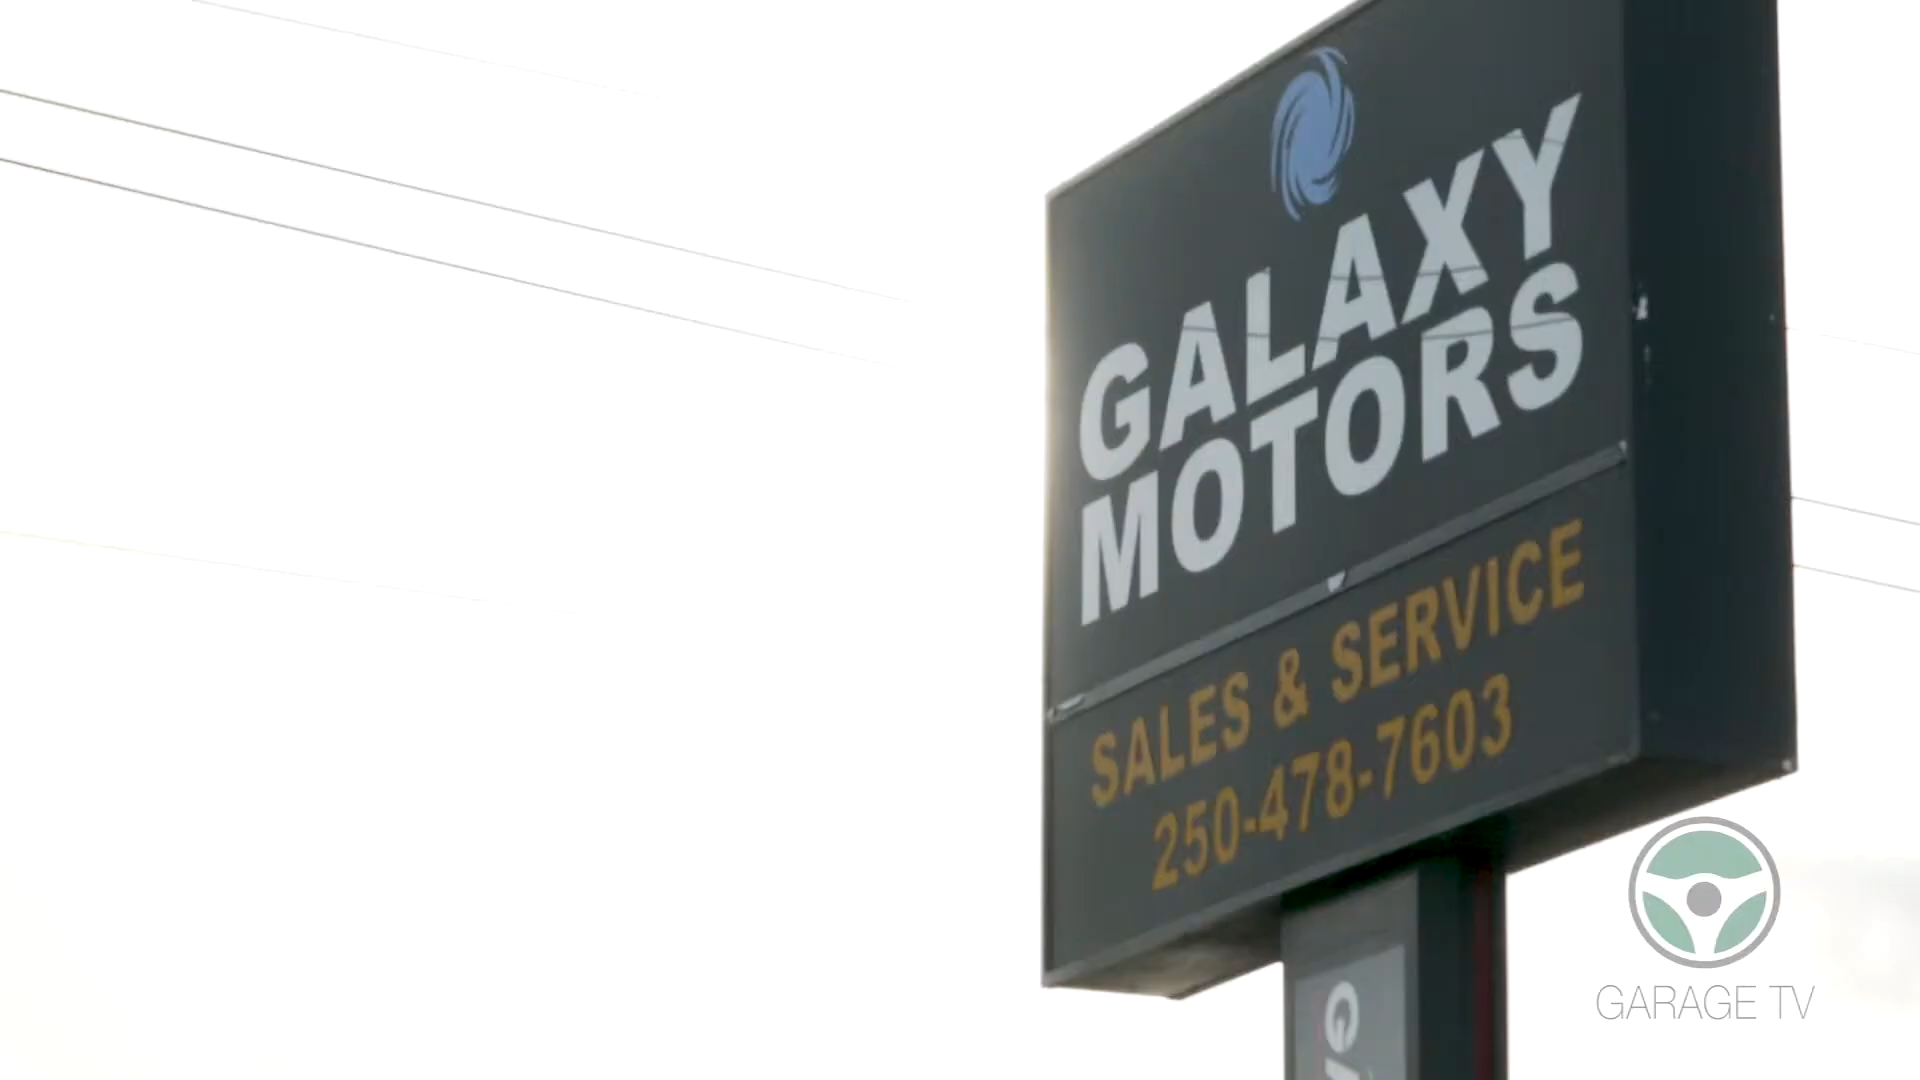 GALAXY
MOTORS
SALES & SERVICE
250-478-7603
GARAGE TV